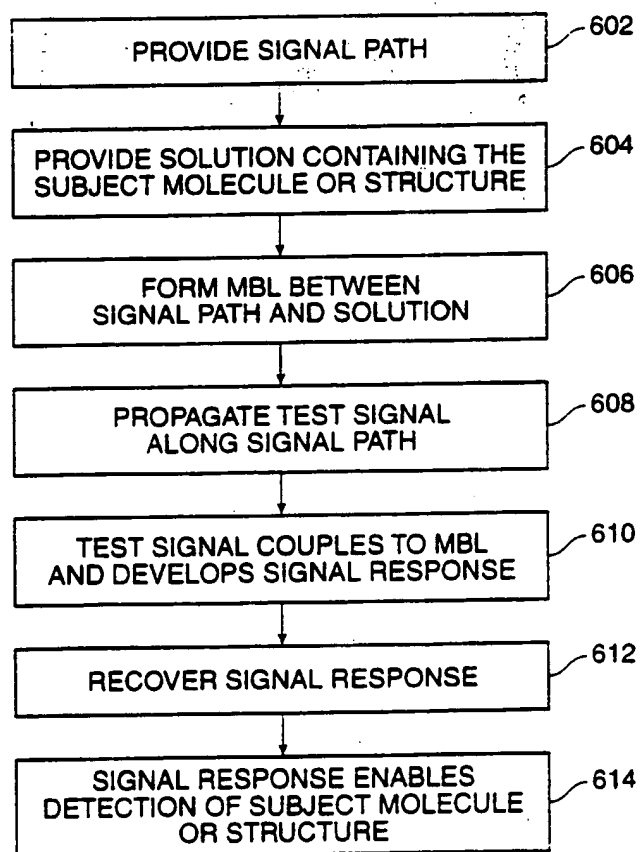 PROVIDE SIGNAL PATH
602
PROVIDE SOLUTION CONTAINING THE
SUBJECT MOLECULE OR STRUCTURE
604
FORM MBL BETWEEN
SIGNAL PATH AND SOLUTION
606
PROPAGATE TEST SIGNAL
ALONG SIGNAL PATH
608
TEST SIGNAL COUPLES TO MBL
AND DEVELOPS SIGNAL RESPONSE
610
RECOVER SIGNAL RESPONSE
612
SIGNAL RESPONSE ENABLES
DETECTION OF SUBJECT MOLECULE
OR STRUCTURE
614